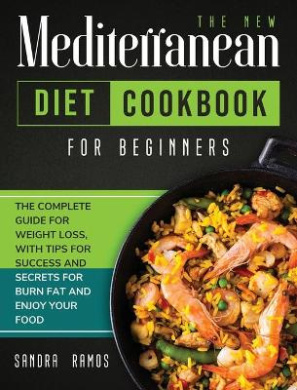 THE NEW
Mediterranean
DIET COOKBOOK
FOR BEGINNERS
THE COMPLETE
GUIDE FOR
WEIGHT LOSS,
WITH TIPS FOR
SUCCESS AND
SECRETS FOR
BURN FAT AND
ENJOY YOUR
FOOD
SANDRA RAMOS